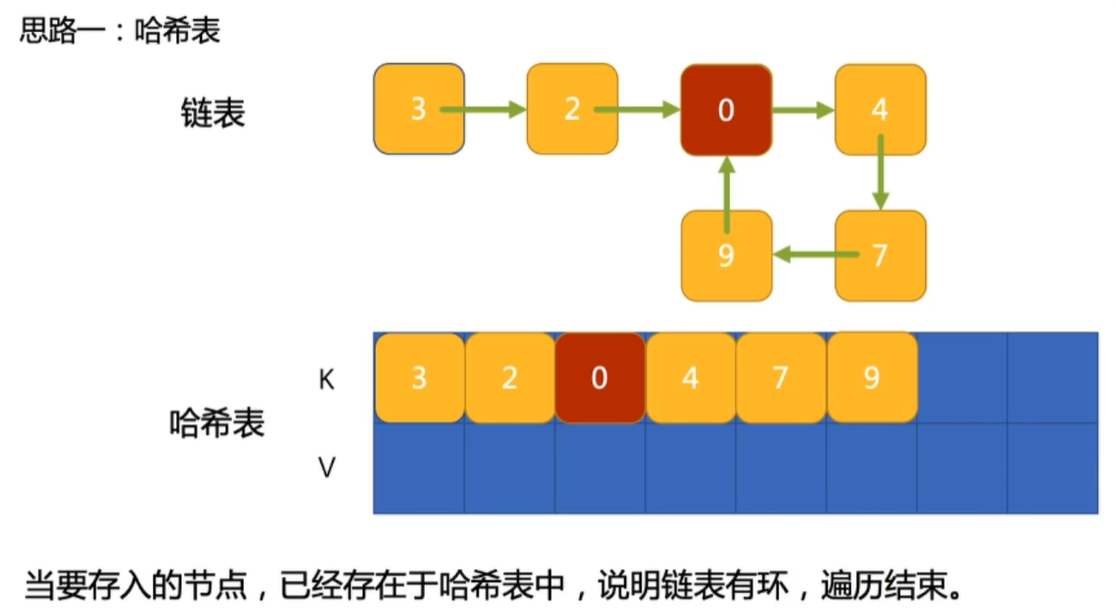 思路一：哈希表
链表 3 2 0 4
9 7
K 3 2 0 4 7 9
哈希表
V
当要存入的节点，已经存在于哈希表中，说明链表有环，遍历结束。